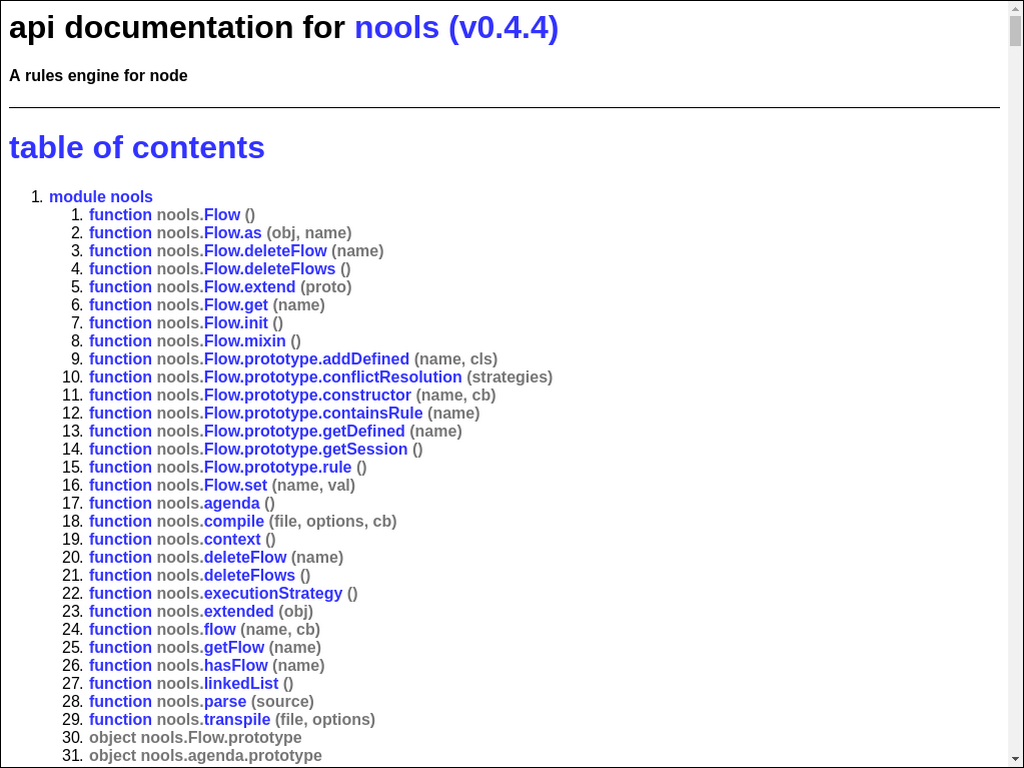 api documentation for nools (v0.4.4)
A rules engine for node
table of contents
1. module nools
1. function nools.Flow ()
2. function nools.Flow.as (obj, name)
3. function nools.Flow.deleteFlow (name)
4. function nools.Flow.deleteFlows ()
5. function nools.Flow.extend (proto)
6. function nools.Flow.get (name)
7. function nools.Flow.init ()
8. function nools.Flow.mixin ()
9. function nools.Flow.prototype.addDefined (name, cls)
10. function nools.Flow.prototype.conflictResolution (strategies)
11. function nools.Flow.prototype.constructor (name, cb)
12. function nools.Flow.prototype.containsRule (name)
13. function nools.Flow.prototype.getDefined (name)
14. function nools.Flow.prototype.getSession ()
15. function nools.Flow.prototype.rule ()
16. function nools.Flow.set (name, val)
17. function nools.agenda ()
18. function nools.compile (file, options, cb)
19. function nools.context ()
20. function nools.deleteFlow (name)
21. function nools.deleteFlows ()
22. function nools.executionStrategy ()
23. function nools.extended (obj)
24. function nools.flow (name, cb)
25. function nools.getFlow (name)
26. function nools.hasFlow (name)
27. function nools.linkedList ()
28. function nools.parse (source)
29. function nools.transpile (file, options)
30. object nools.Flow.prototype
31. object nools.agenda.prototype